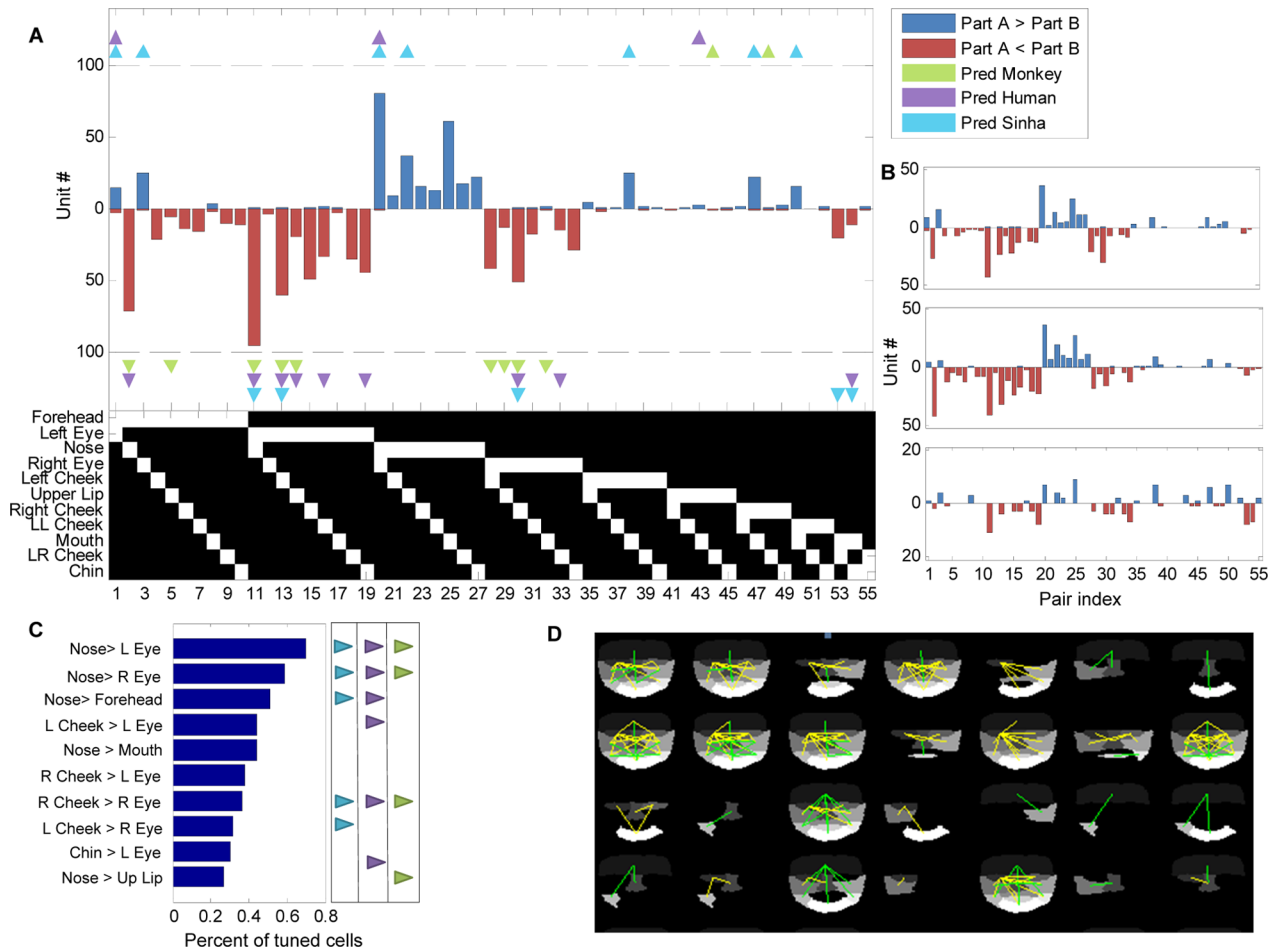 A
Part A > Part B
Part A < Part B
Pred Monkey
Pred Human
Pred Sinha
100
50
0
50
100
Unit #
Forehead
Left Eye
Nose
Right Eye
Left Cheek
Upper Lip
Right Cheek
LL Cheek
Mouth
LR Cheek
Chin
1 3 5 7 9 11 13 15 17 19 21 23 25 27 29 31 33 35 37 39 41 43 45 47 49 51 53 55
B
50
0
50
50
0
50
Unit #
20
0
20
1 5 10 15 20 25 30 35 40 45 50 55
Pair index
C
Nose> L Eye
Nose> R Eye
Nose> Forehead
L Cheek > L Eye
Nose > Mouth
R Cheek > L Eye
R Cheek > R Eye
L Cheek > R Eye
Chin > L Eye
Nose > Up Lip
0 0.2 0.4 0.6 0.8
Percent of tuned cells
D